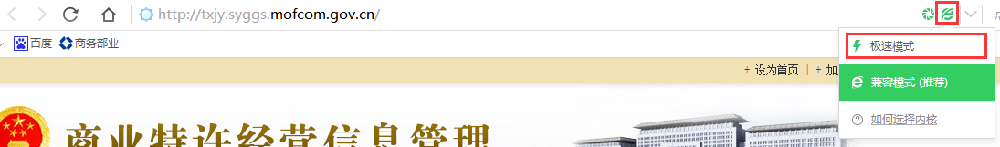 http://txjy.syggs.mofcom.gov.cn/
百度 商务部业
极速模式
+ 设为首页 | + 加
兼容模式 (推荐)
如何选择内核
商业特许经营信息管理